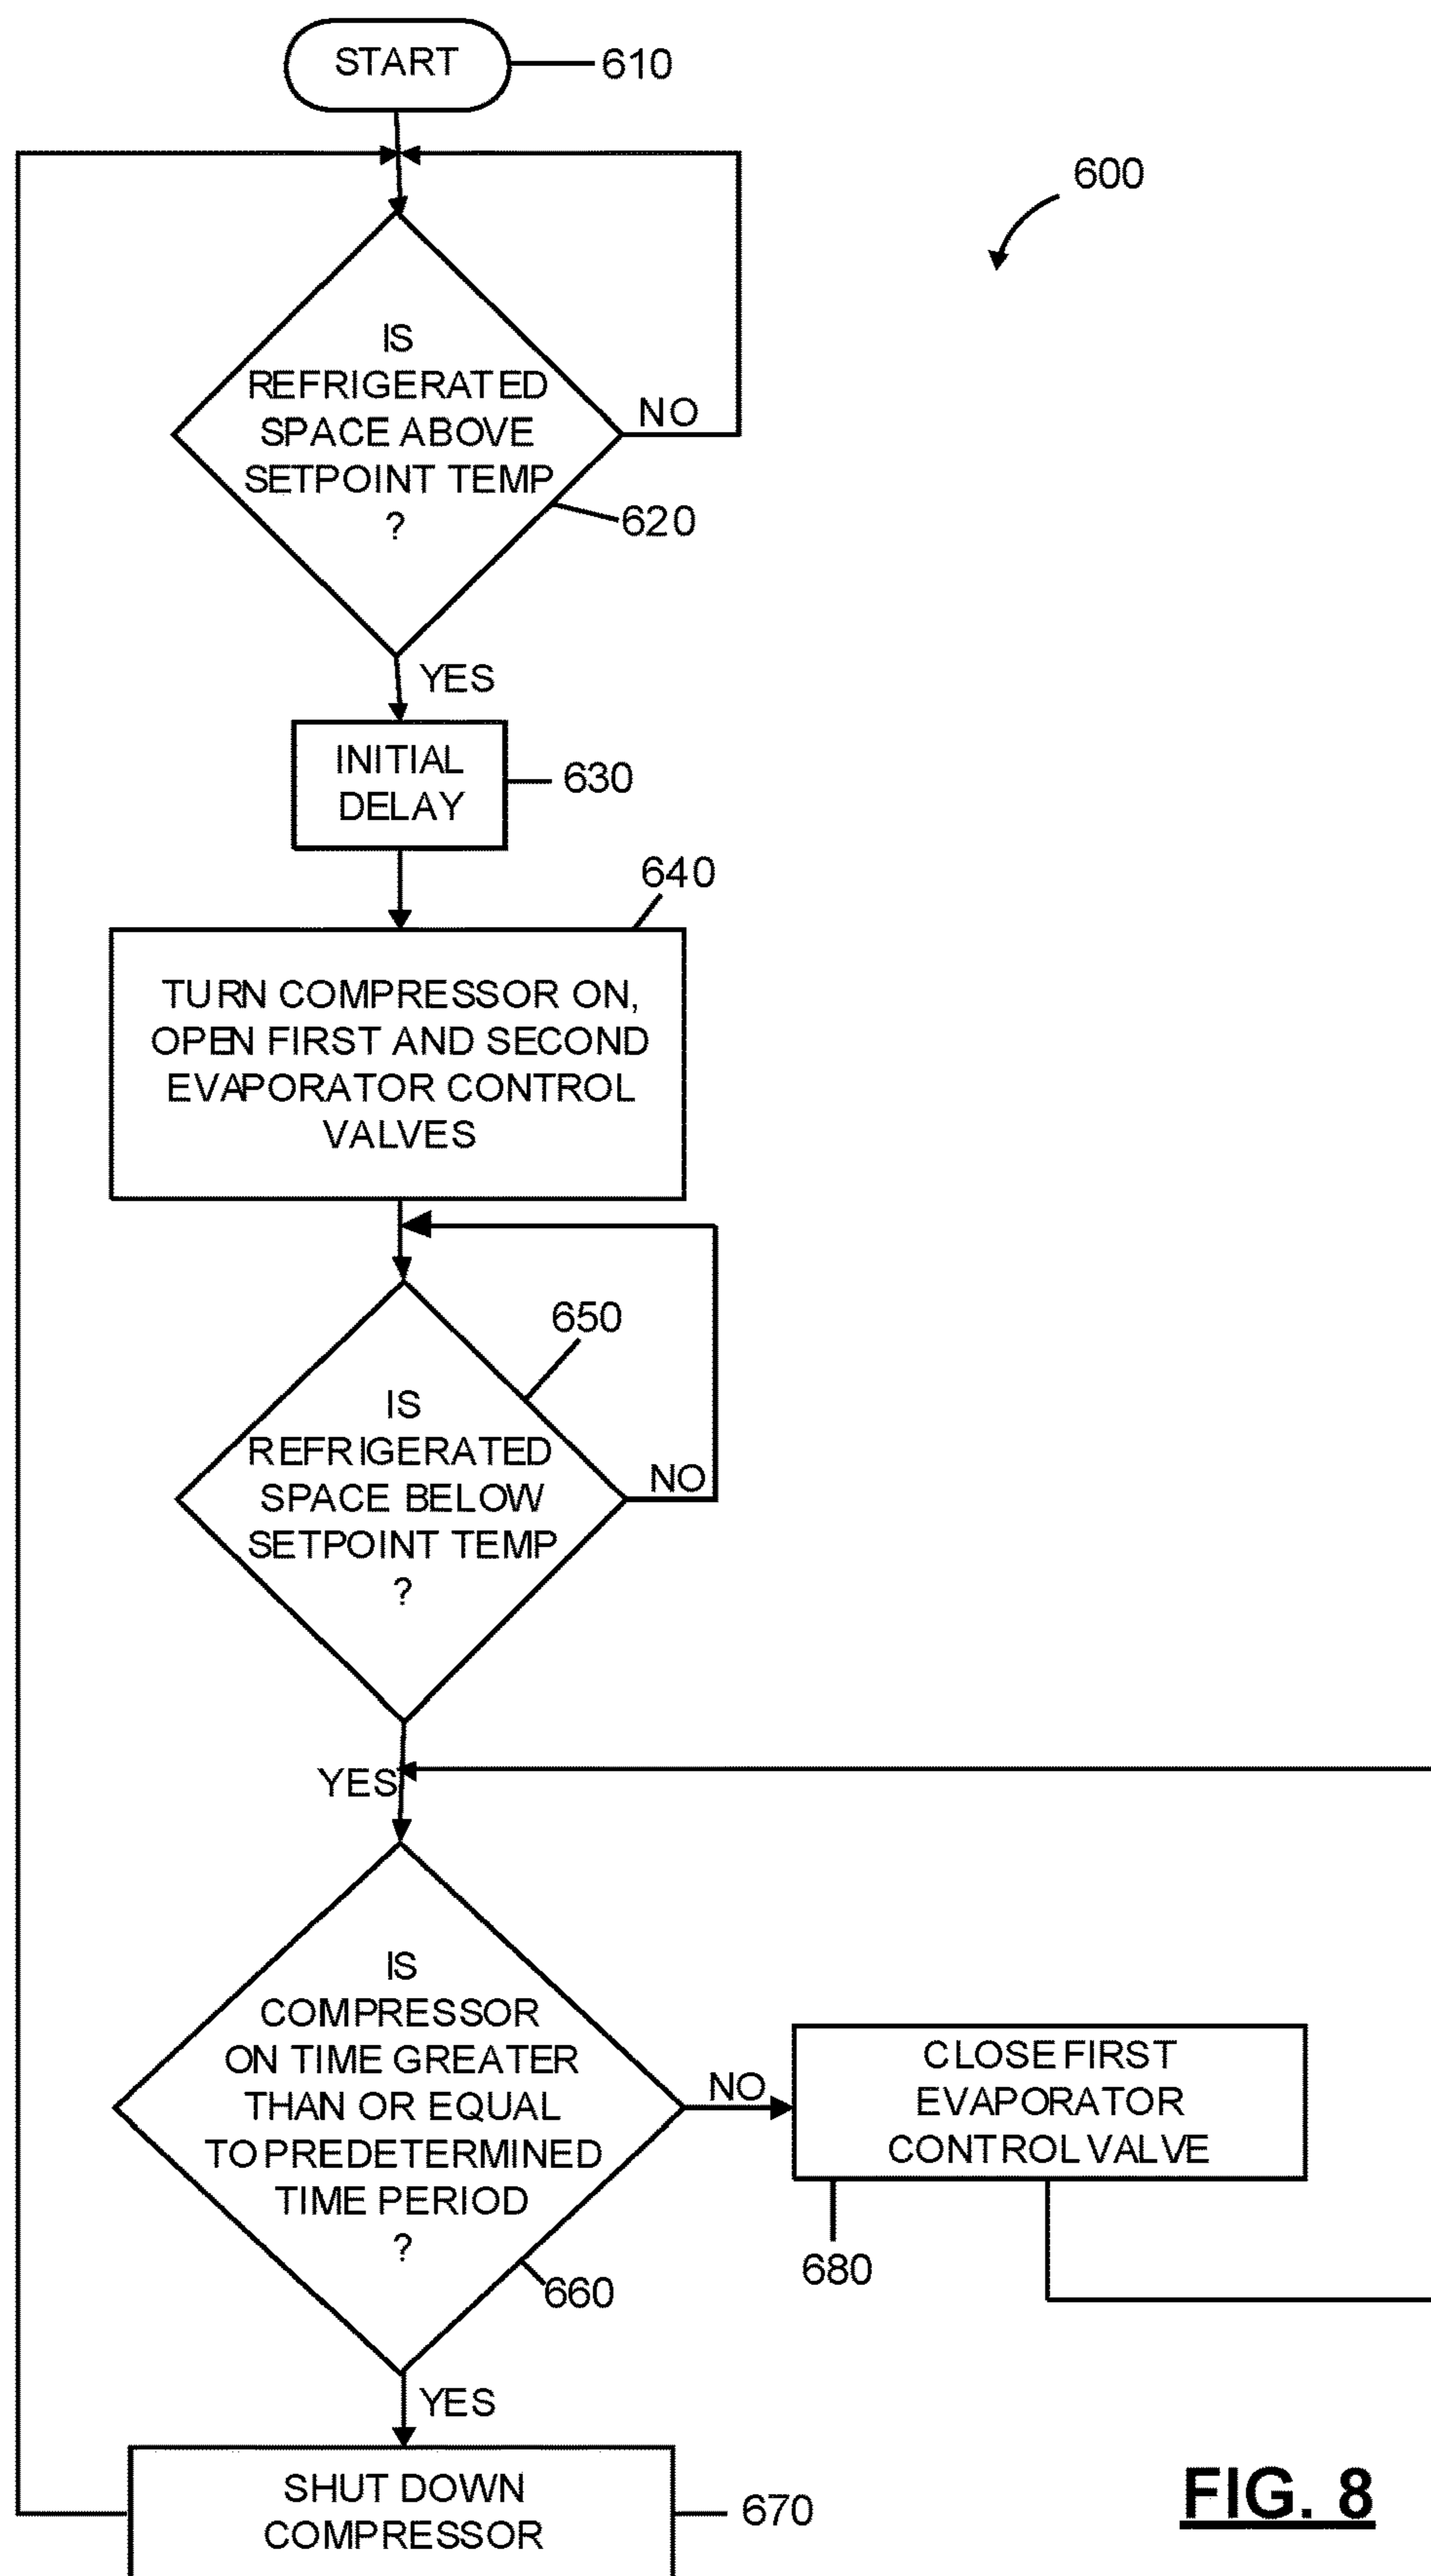 START
610
600
IS
REFRIGERATED
SPACE ABOVE
SETPOINT TEMP
?
NO
620
YES
INITIAL
DELAY
630
640
TURN COMPRESSOR ON,
OPEN FIRST AND SECOND
EVAPORATOR CONTROL
VALVES
650
IS
REFRIGERATED
SPACE BELOW
SETPOINT TEMP
?
NO
YES
IS
COMPRESSOR
ON TIME GREATER
THAN OR EQUAL
TO PREDETERMINED
TIME PERIOD
?
NO
CLOSE FIRST
EVAPORATOR
CONTROL VALVE
680
660
YES
SHUT DOWN
COMPRESSOR
670
FIG. 8